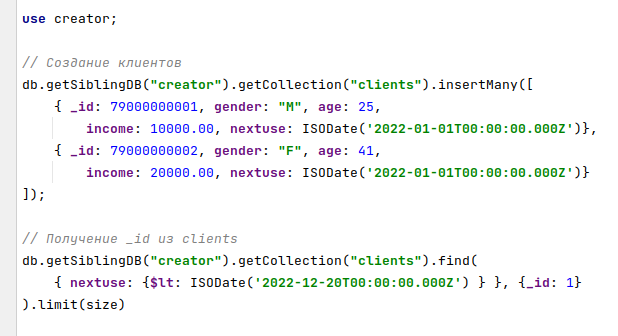 use creator;
// Создание клиентов
db.getSiblingDB("creator").getCollection("clients").insertMany([
    { _id: 79000000001, gender: "M", age: 25,
        income: 10000.00, nextuse: ISODate('2022-01-01T00:00:00.000Z')},
    { _id: 79000000002, gender: "F", age: 41,
        income: 20000.00, nextuse: ISODate('2022-01-01T00:00:00.000Z')}
]);
// Получение _id из clients
db.getSiblingDB("creator").getCollection("clients").find(
    { nextuse: {$lt: ISODate('2022-12-20T00:00:00.000Z') } }, {_id: 1}
).limit(size)